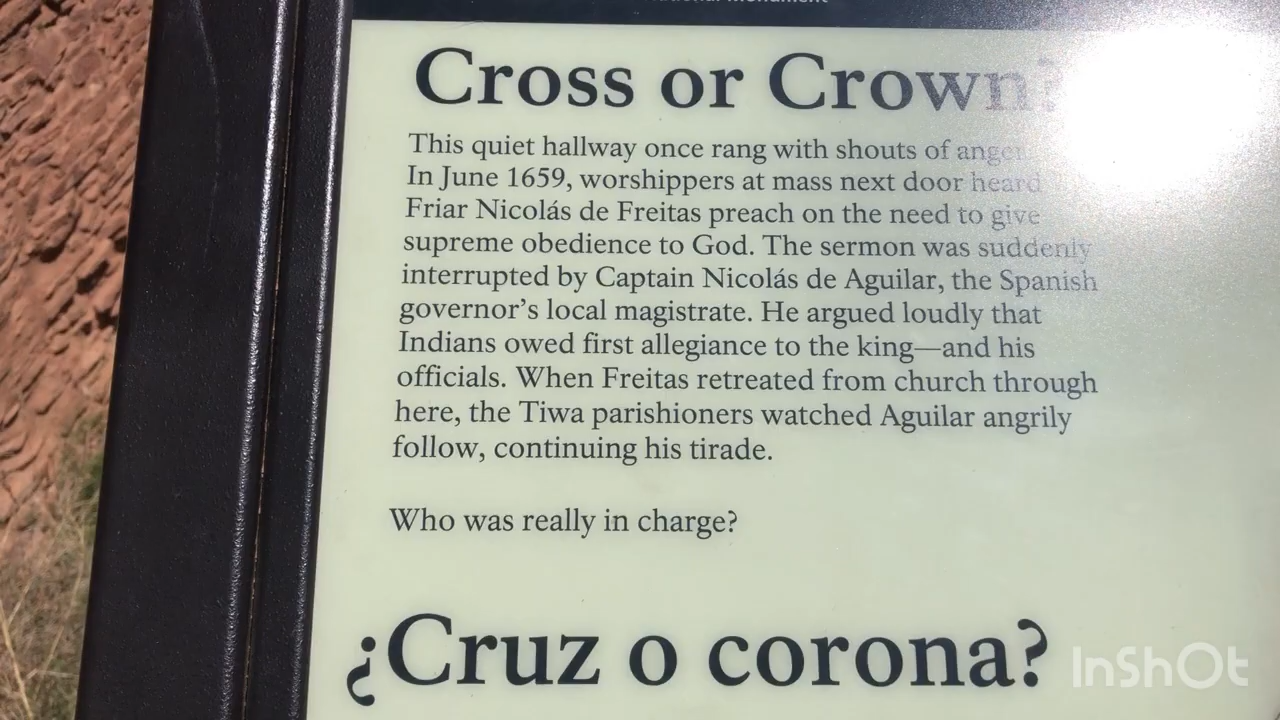 National Monument
Cross or Crown?
This quiet hallway once rang with shouts of anger.
In June 1659, worshippers at mass next door heard
Friar Nicolás de Freitas preach on the need to give
supreme obedience to God. The sermon was suddenly
interrupted by Captain Nicolás de Aguilar, the Spanish
governor’s local magistrate. He argued loudly that
Indians owed first allegiance to the king—and his
officials. When Freitas retreated from church through
here, the Tiwa parishioners watched Aguilar angrily
follow, continuing his tirade.
Who was really in charge?
¿Cruz o corona?
InShOt